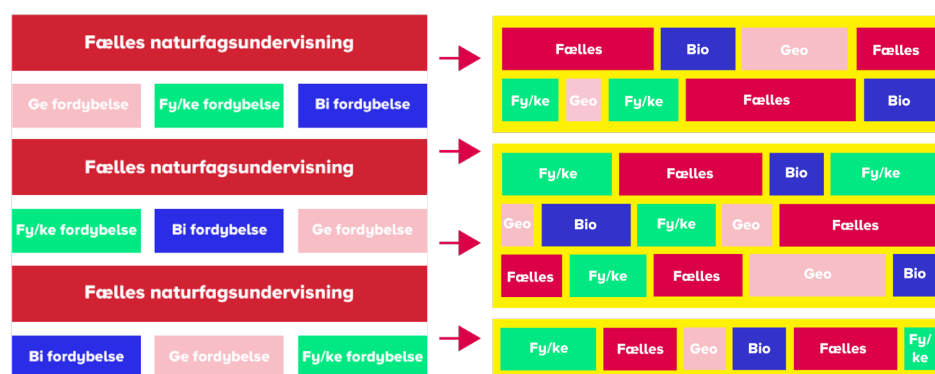 Fælles naturfagsundervisning
Ge fordybelse Fy/ke fordybelse Bi fordybelse
Fælles naturfagsundervisning
Fy/ke fordybelse Bi fordybelse Ge fordybelse
Fælles naturfagsundervisning
Bi fordybelse Ge fordybelse Fy/ke fordybelse
Fælles Bio Geo Fælles
Fy/ke Geo Fy/ke Fælles Bio
Fy/ke Fælles Bio Fy/ke
Geo Bio Fy/ke Geo Fælles
Fælles Fy/ke Fælles Geo Bio
Fy/ke Fælles Geo Bio Fælles Fy/
ke